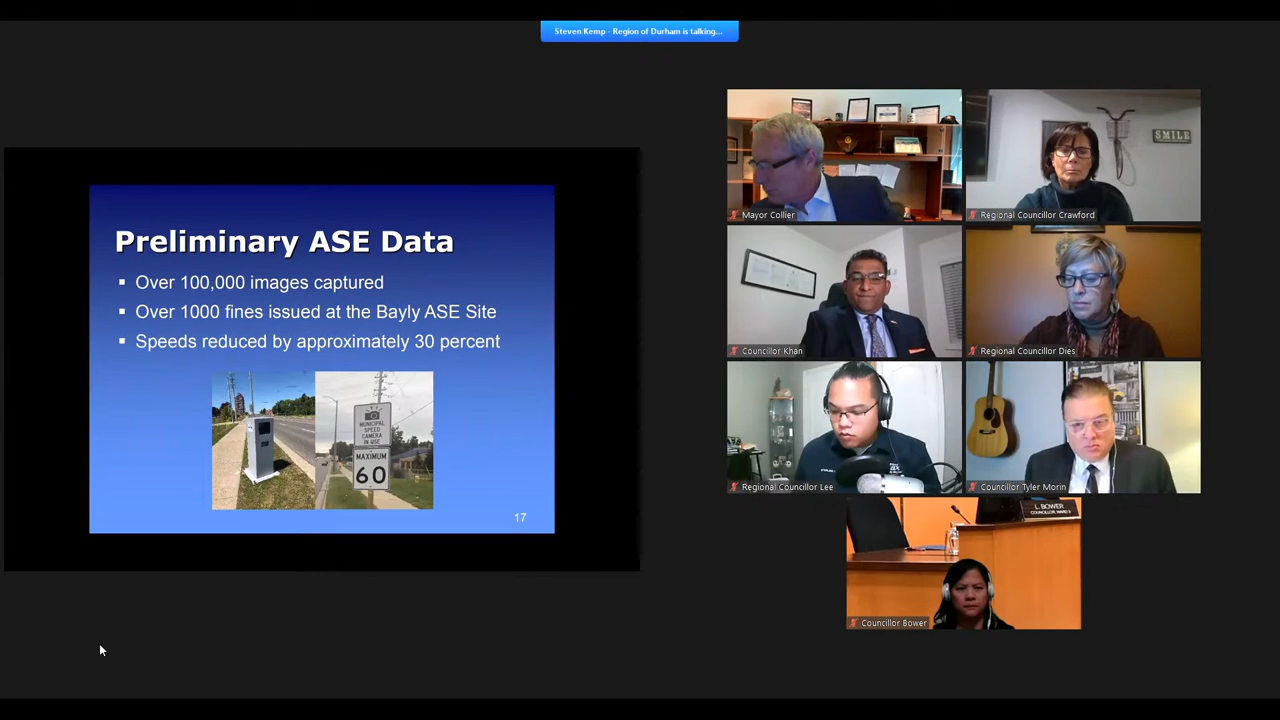 Steven Kemp - Region of Durham is talking...
Preliminary ASE Data
▪ Over 100,000 images captured
▪ Over 1000 fines issued at the Bayly ASE Site
▪ Speeds reduced by approximately 30 percent
MUNICIPAL
SPEED
CAMERA
IN USE
MAXIMUM
60
17
Mayor Collier
SMILE
Regional Councillor Crawford
Councillor Khan
Regional Councillor Dies
Regional Councillor Lee
Councillor Tyler Morin
L. BOWER
COUNCILLOR, WARD 3
Councillor Bower